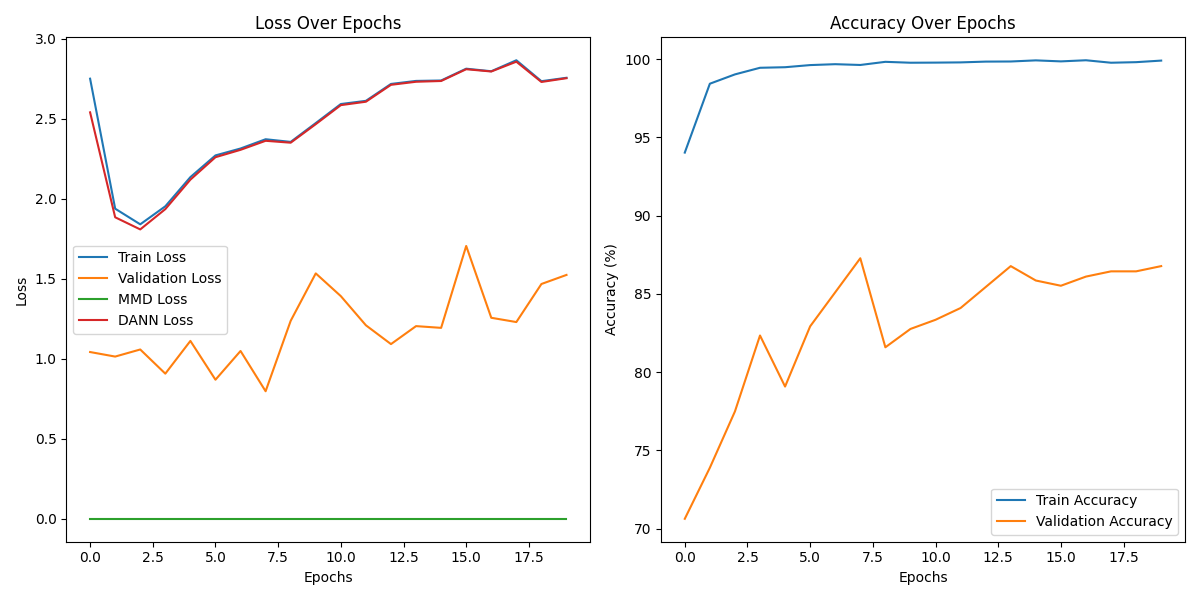 Loss Over Epochs
3.0
2.5
2.0
1.5
1.0
0.5
0.0
Loss
Train Loss
Validation Loss
MMD Loss
DANN Loss
0.0 2.5 5.0 7.5 10.0 12.5 15.0 17.5
Epochs
Accuracy Over Epochs
100
95
90
85
80
75
70
Accuracy (%)
Train Accuracy
Validation Accuracy
0.0 2.5 5.0 7.5 10.0 12.5 15.0 17.5
Epochs